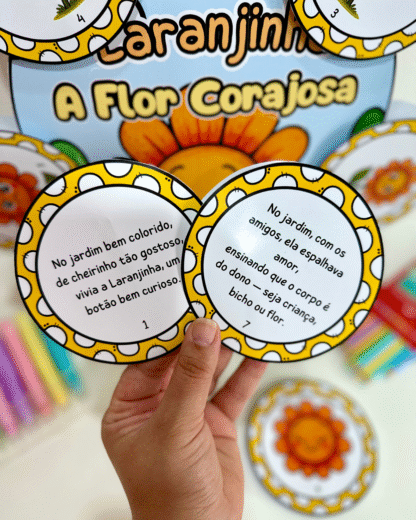 4
3
Laranjinha
A Flor Corajosa
No jardim bem colorido,
de cheirinho tão gostoso,
vivia a Laranjinha, um
botão bem curioso.
1
No jardim, com os
amigos, ela espalhava
amor,
ensinando que o corpo é
do dono — seja criança,
bicho ou flor.
7